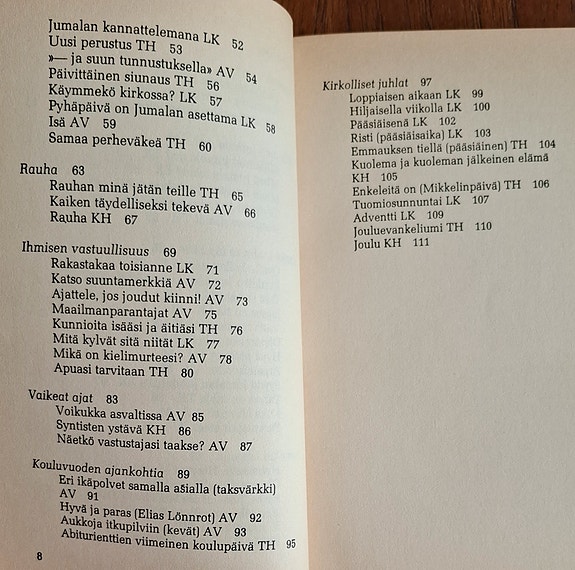 Jumalan kannattelemana LK 52
Uusi perustus TH 53
»— ja suun tunnustuksella» AV 54
Päivittäinen siunaus TH 56
Käymmekö kirkossa? LK 57
Pyhäpäivä on Jumalan asettama LK 58
Isä AV 59
Samaa perheväkeä TH 60
Rauha 63
Rauhan minä jätän teille TH 65
Kaiken täydelliseksi tekevä AV 66
Rauha KH 67
Ihmisen vastuullisuus 69
Rakastakaa toisianne LK 71
Katso suuntamerkkiä AV 72
Ajattele, jos joudut kiinni! AV 73
Maailmanparantajat AV 75
Kunnioita isääsi ja äitiäsi TH 76
Mitä kylvät sitä niität LK 77
Mikä on kielimurteesi? AV 78
Apuasi tarvitaan TH 80
Vaikeat ajat 83
Voikukka asvaltissa AV 85
Syntisten ystävä KH 86
Näetkö vastustajasi taakse? AV 87
Kouluvuoden ajankohtia 89
Eri ikäpolvet samalla asialla (taksvärkki)
AV 91
Hyvä ja paras (Elias Lönnrot) AV 92
Aukkoja itkupilviin (kevät) AV 93
Abiturienttien viimeinen koulupäivä TH 95
8
Kirkolliset juhlat 97
Loppiaisen aikaan LK 99
Hiljaisella viikolla LK 100
Pääsiäisenä LK 102
Risti (pääsiäisaika) LK 103
Emmauksen tiellä (pääsiäinen) TH 104
Kuolema ja kuoleman jälkeinen elämä
KH 105
Enkeleitä on (Mikkelinpäivä) TH 106
Tuomiosunnuntai LK 107
Adventti LK 109
Jouluevankeliumi TH 110
Joulu KH 111